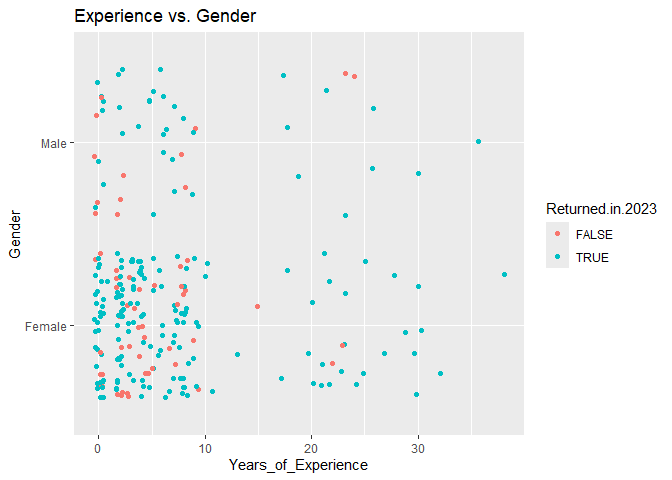 Experience vs. Gender
Male
Female
Gender
0 10 20 30
Years_of_Experience
Returned.in.2023
FALSE
TRUE